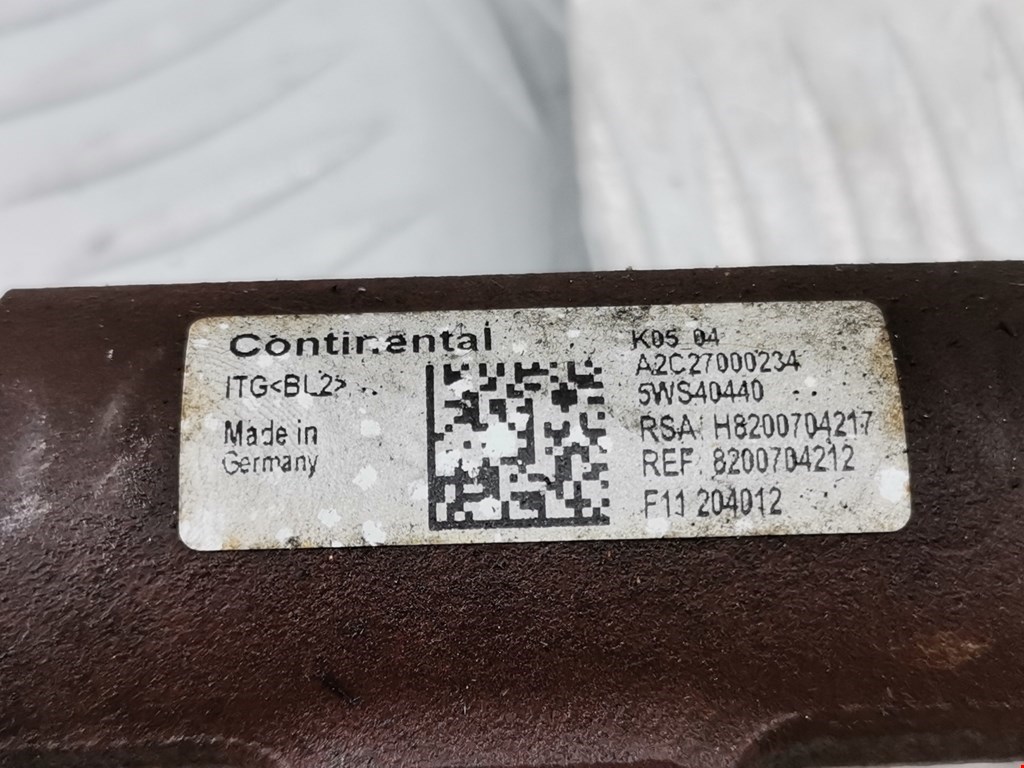 Continental
ITG<BL2>
Made in
Germany
K05 04
A2C27000234
5WS40440
RSA: H8200704217
REF: 8200704212
F11 204012